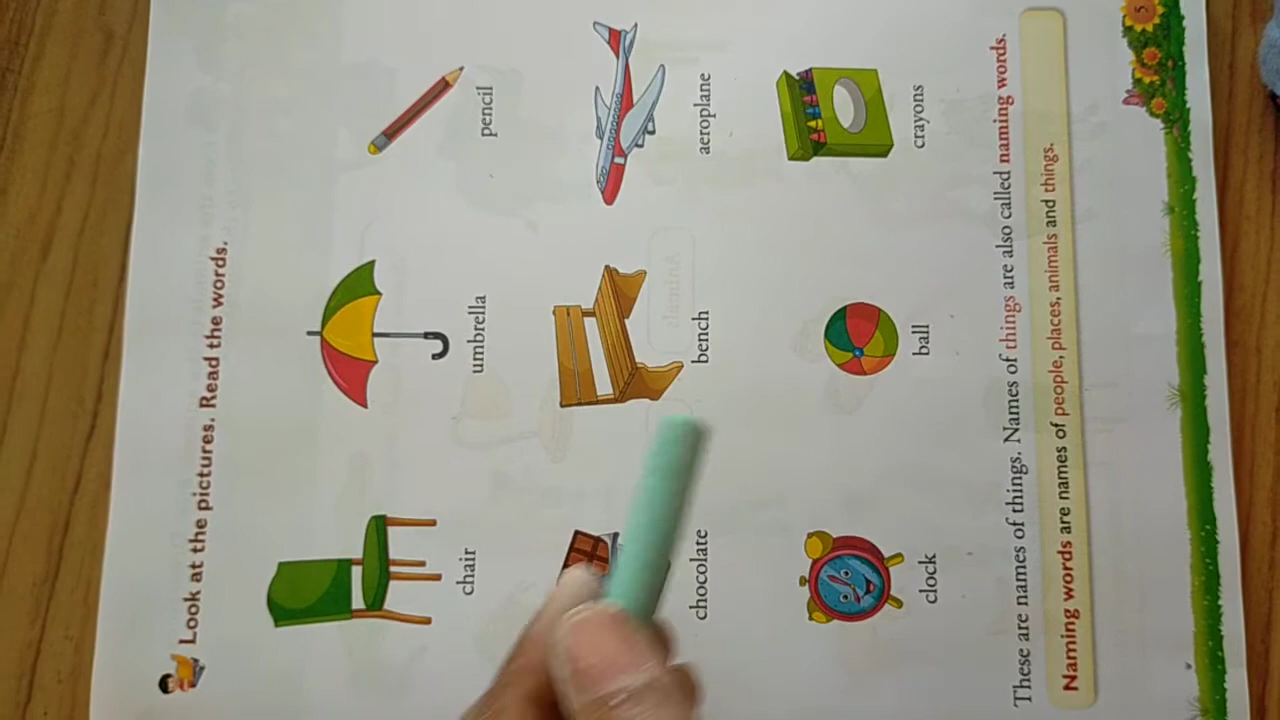 Look at the pictures. Read the words.
chair umbrella pencil
chocolate bench aeroplane
clock ball crayons
These are names of things. Names of things are also called naming words.
Naming words are names of people, places, animals and things.
5